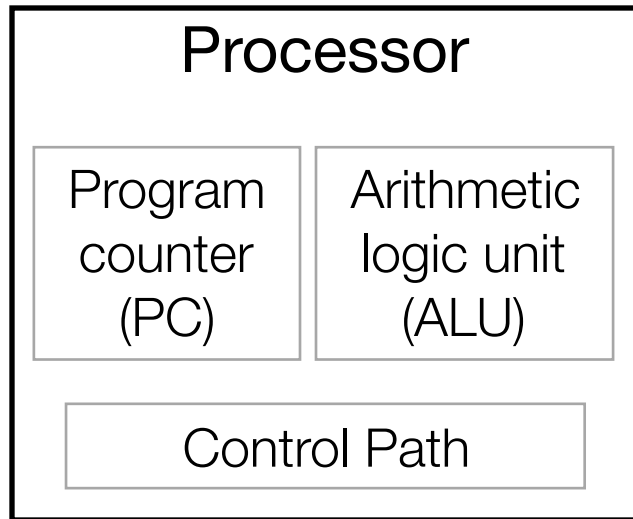 Processor
Program
counter
(PC)
Arithmetic
logic unit
(ALU)
Control Path